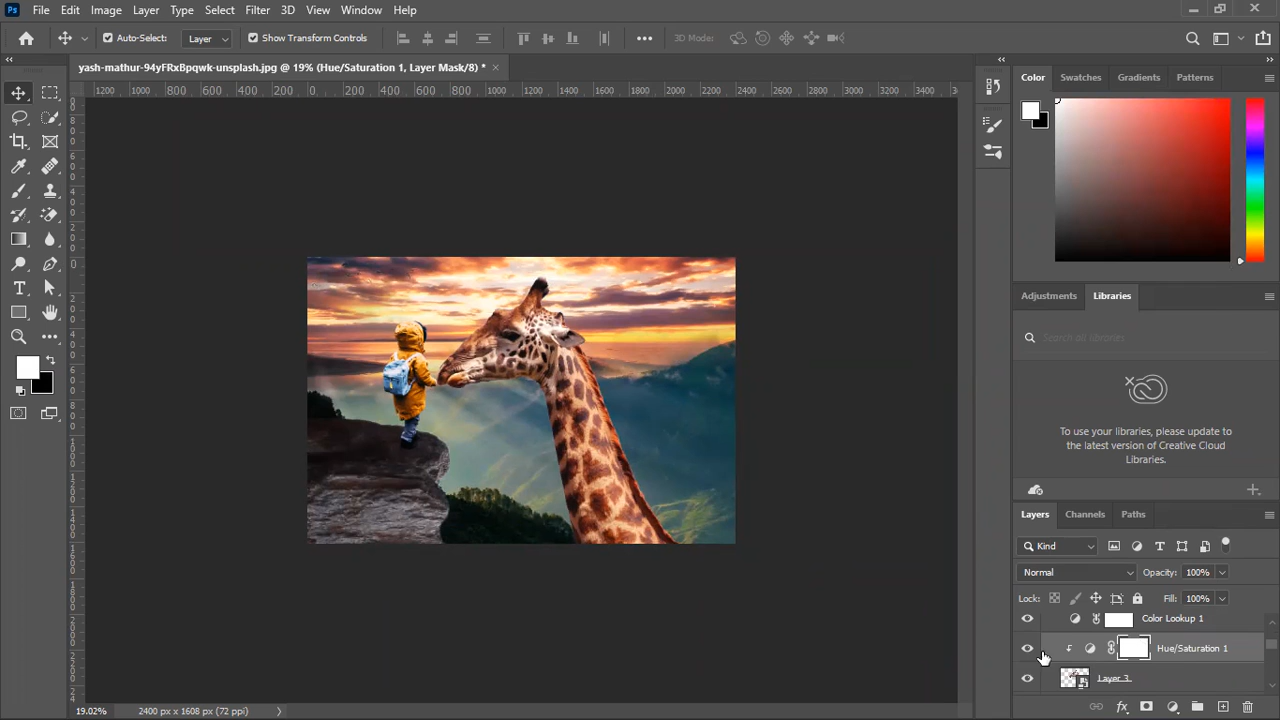 Ps File Edit Image Layer Type Select Filter 3D View Window Help
Auto-Select: Layer Show Transform Controls 3D Mode:
yash-mathur-94yFRxBpqwk-unsplash.jpg @ 19% (Hue/Saturation 1, Layer Mask/8) *
1200 1000 800 600 400 200 0 200 400 600 800 1000 1200 1400 1600 1800 2000 2200 2400 2600 2800 3000 3200 3400
Color Swatches Gradients Patterns
Adjustments Libraries
Search all libraries
To use your libraries, please update to
the latest version of Creative Cloud
Libraries.
Layers Channels Paths
Kind
Normal Opacity: 100%
Lock: Fill: 100%
Color Lookup 1
Hue/Saturation 1
Layer 3
19.02% 2400 px x 1608 px (72 ppi)